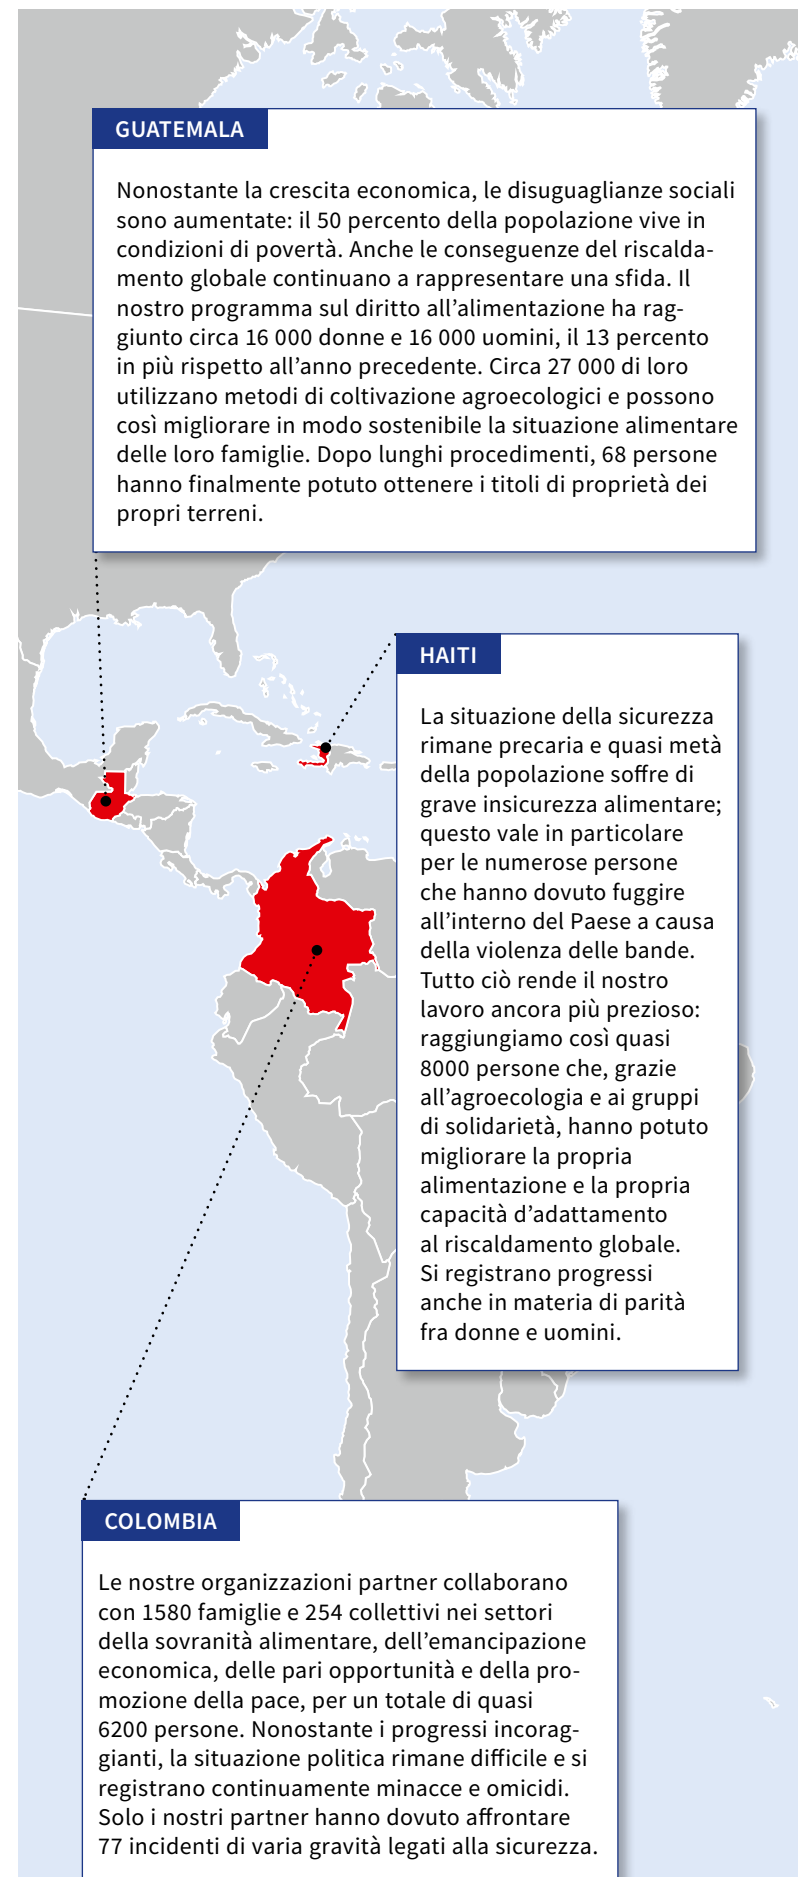 GUATEMALA
Nonostante la crescita economica, le disuguaglianze sociali
sono aumentate: il 50 percento della popolazione vive in
condizioni di povertà. Anche le conseguenze del riscalda-
mento globale continuano a rappresentare una sfida. Il
nostro programma sul diritto all’alimentazione ha rag-
giunto circa 16 000 donne e 16 000 uomini, il 13 percento
in più rispetto all’anno precedente. Circa 27 000 di loro
utilizzano metodi di coltivazione agroecologici e possono
così migliorare in modo sostenibile la situazione alimentare
delle loro famiglie. Dopo lunghi procedimenti, 68 persone
hanno finalmente potuto ottenere i titoli di proprietà dei
propri terreni.
HAITI
La situazione della sicurezza
rimane precaria e quasi metà
della popolazione soffre di
grave insicurezza alimentare;
questo vale in particolare
per le numerose persone
che hanno dovuto fuggire
all’interno del Paese a causa
della violenza delle bande.
Tutto ciò rende il nostro
lavoro ancora più prezioso:
raggiungiamo così quasi
8000 persone che, grazie
all’agroecologia e ai gruppi
di solidarietà, hanno potuto
migliorare la propria
alimentazione e la propria
capacità d’adattamento
al riscaldamento globale.
Si registrano progressi
anche in materia di parità
fra donne e uomini.
COLOMBIA
Le nostre organizzazioni partner collaborano
con 1580 famiglie e 254 collettivi nei settori
della sovranità alimentare, dell’emancipazione
economica, delle pari opportunità e della pro-
mozione della pace, per un totale di quasi
6200 persone. Nonostante i progressi incorag-
gianti, la situazione politica rimane difficile e si
registrano continuamente minacce e omicidi.
Solo i nostri partner hanno dovuto affrontare
77 incidenti di varia gravità legati alla sicurezza.